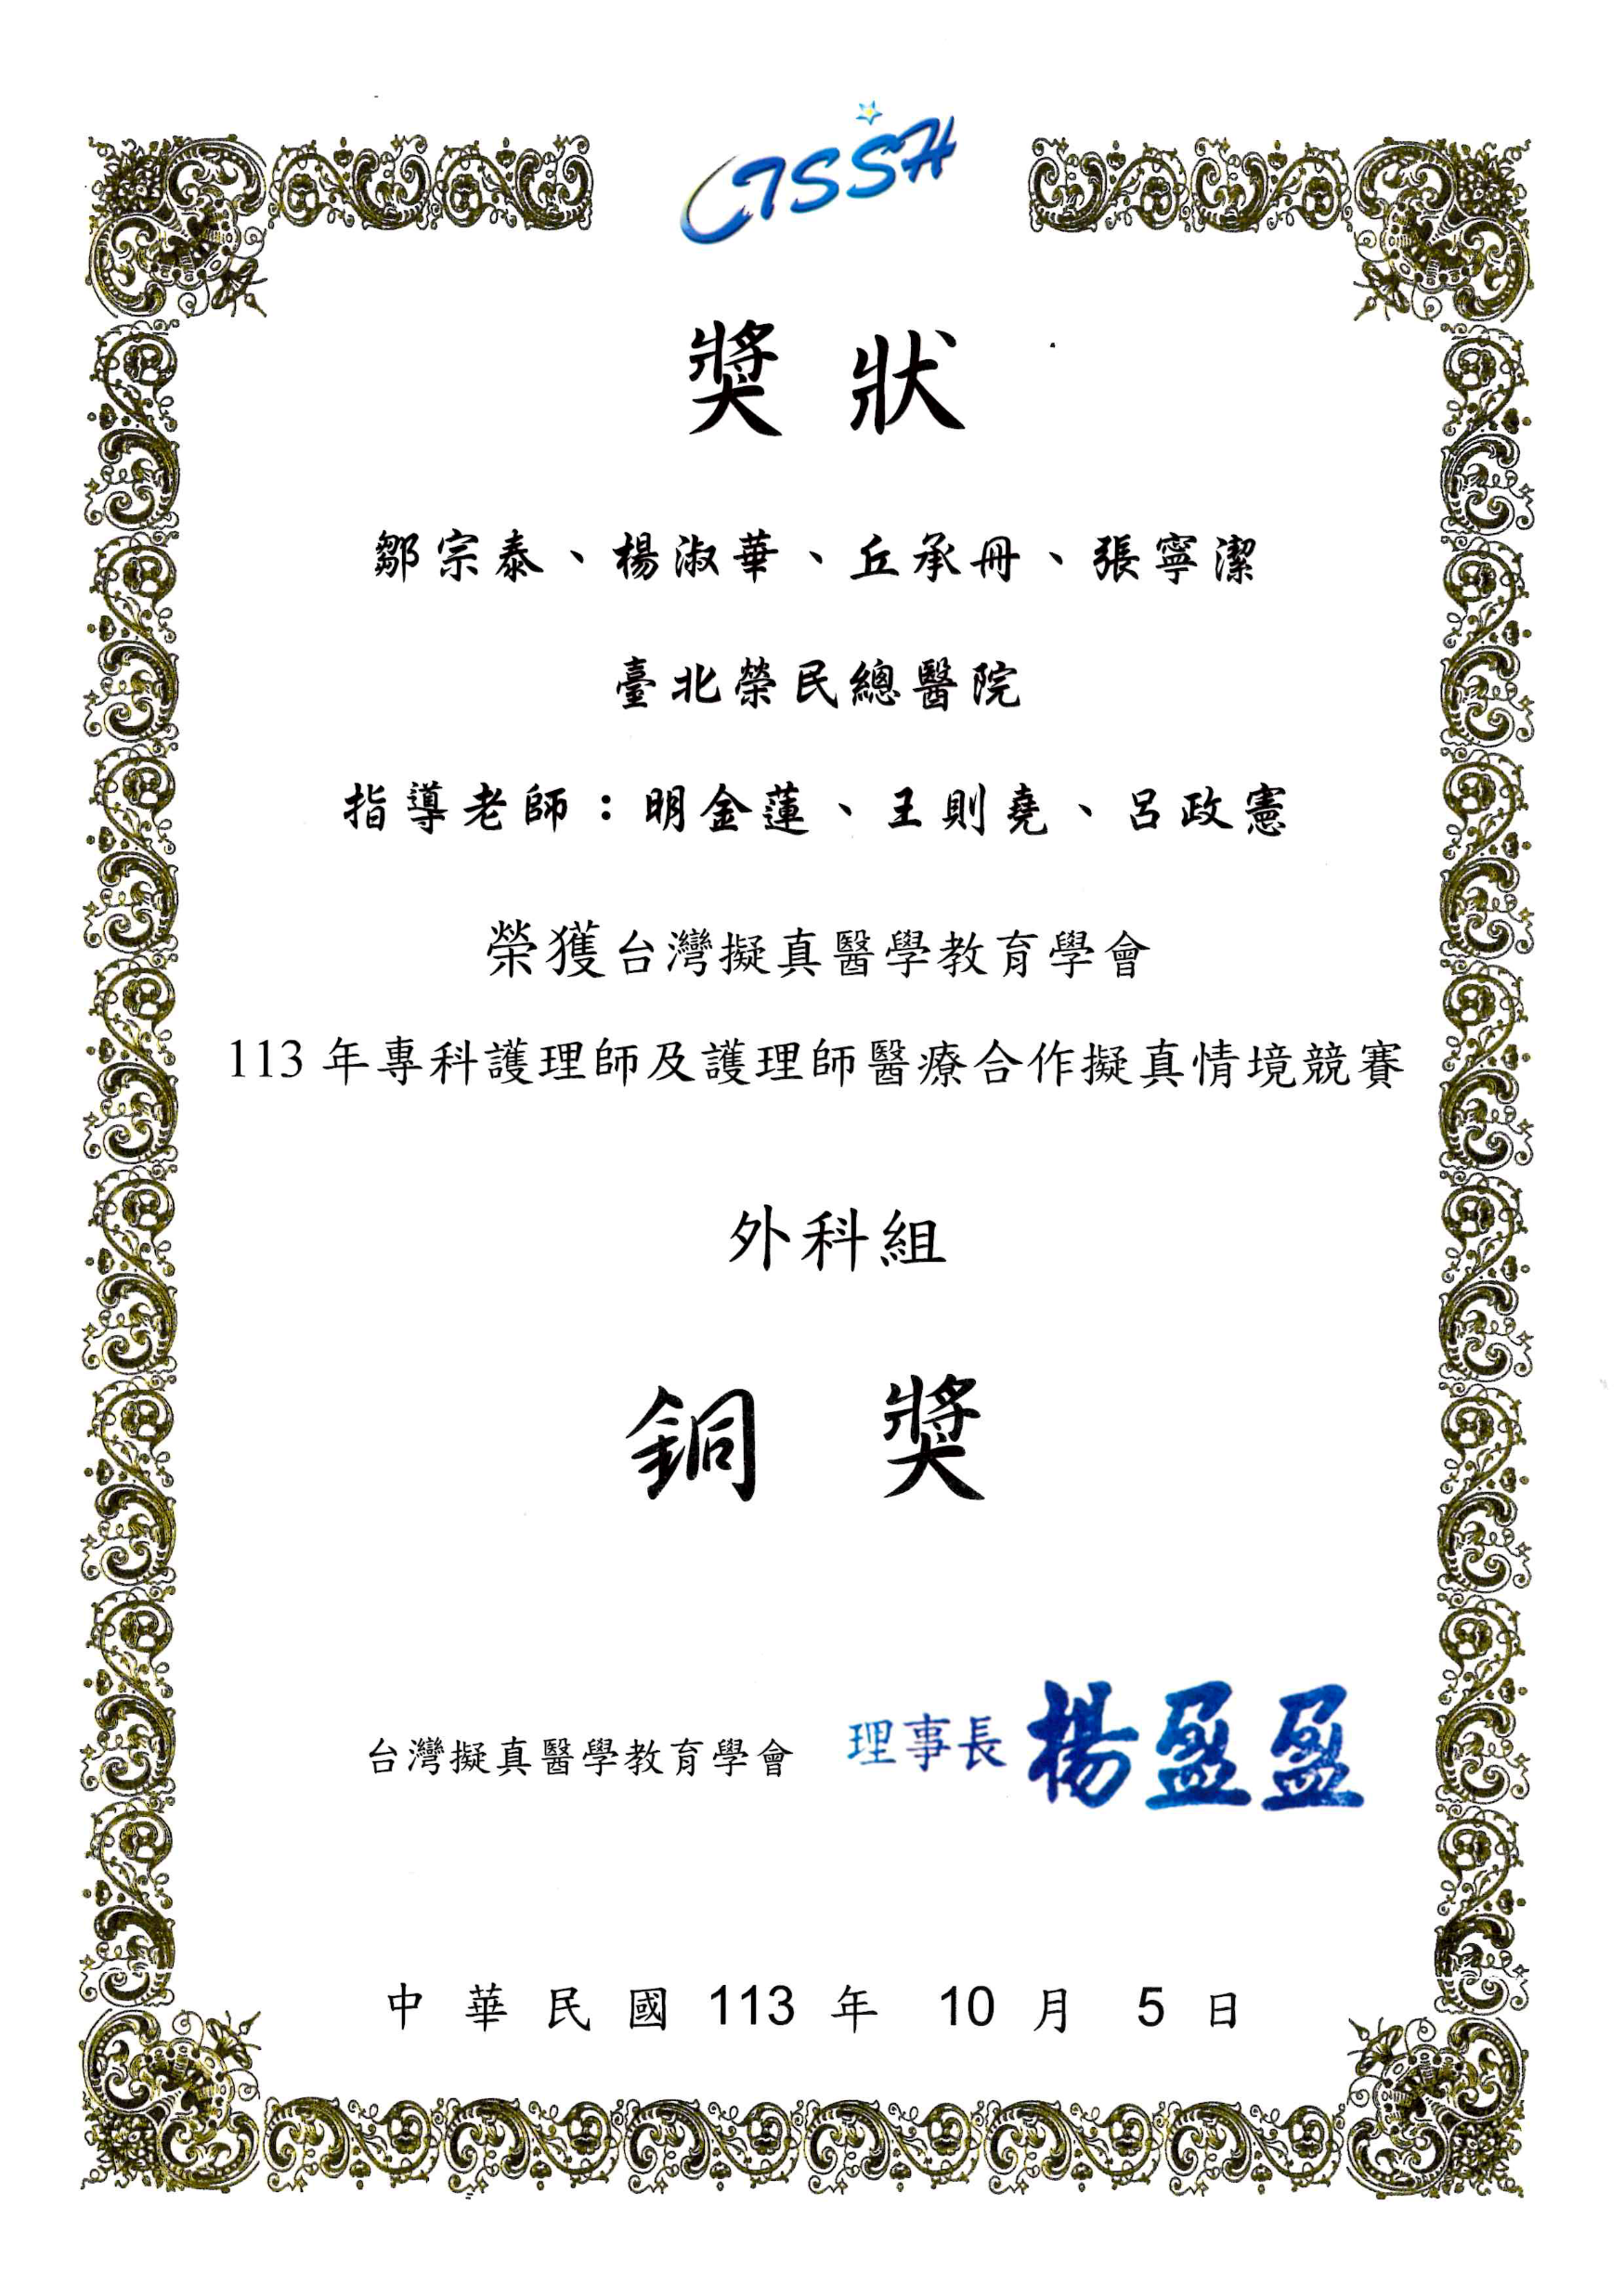 TSSH
獎狀
鄒宗泰、楊淑華、丘承冊、張寧潔
臺北榮民總醫院
指導老師：明金蓮、王則堯、呂政憲
榮獲台灣擬真醫學教育學會
113 年專科護理師及護理師醫療合作擬真情境競賽
外科組
銅 獎
台灣擬真醫學教育學會 理事長 楊盈盈
中華民國 113 年 10 月 5 日